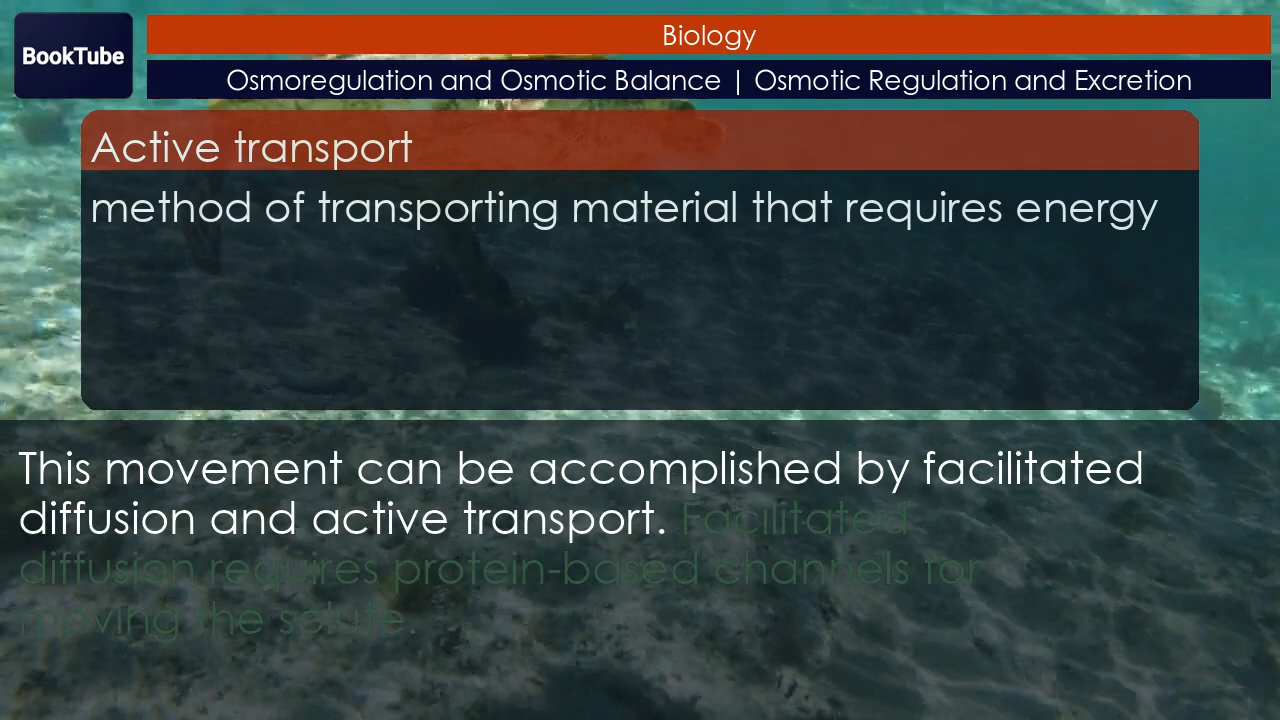 BookTube
Biology
Osmoregulation and Osmotic Balance | Osmotic Regulation and Excretion
Active transport
method of transporting material that requires energy
This movement can be accomplished by facilitated
diffusion and active transport. Facilitated
diffusion requires protein-based channels for
moving the solute.